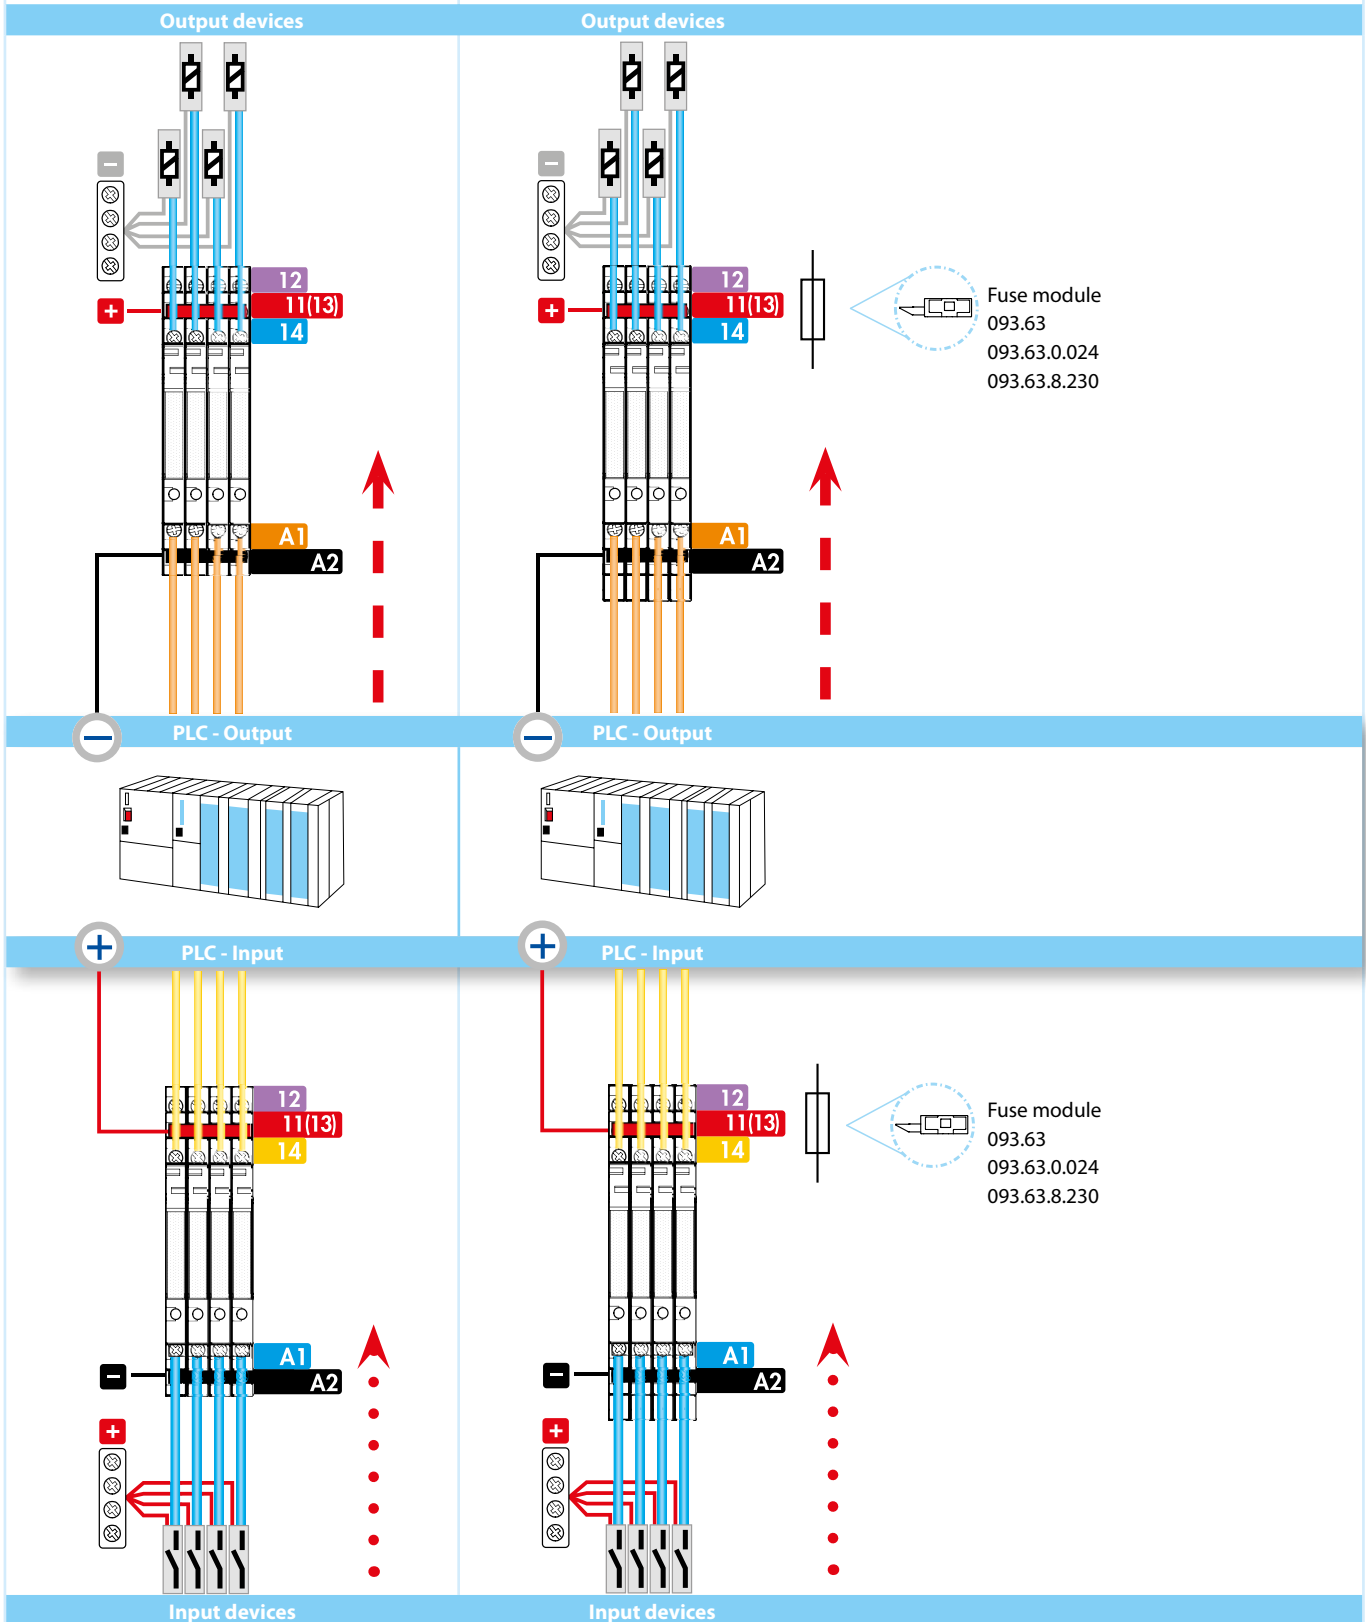 Output devices
Output devices
−
12
+
11(13)
14
A1
A2
−
12
+
11(13)
14
A1
A2
Fuse module
093.63
093.63.0.024
093.63.8.230
−
PLC - Output
−
PLC - Output
+
PLC - Input
+
PLC - Input
12
11(13)
14
A1
−
A2
+
12
11(13)
14
A1
−
A2
+
Fuse module
093.63
093.63.0.024
093.63.8.230
Input devices
Input devices